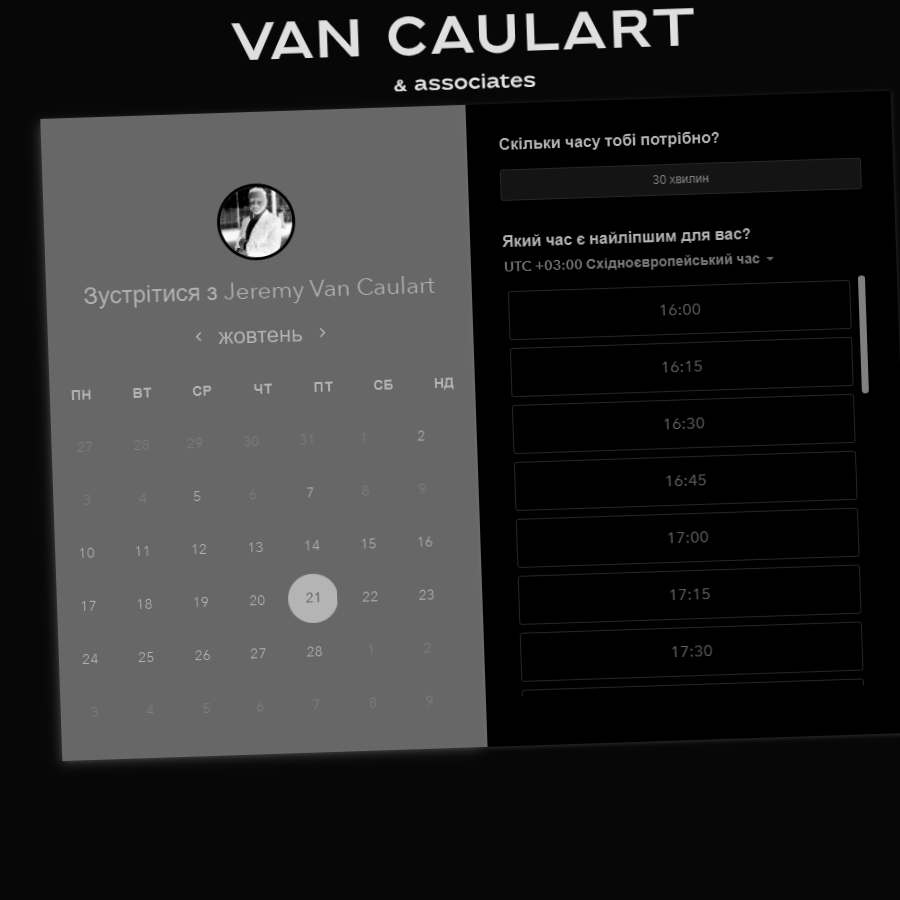 VAN CAULART
& associates
Зустрітися з Jeremy Van Caulart
‹ жовтень ›
ПН ВТ СР ЧТ ПТ СБ НД
27 28 29 30 31 1 2
3 4 5 6 7 8 9
10 11 12 13 14 15 16
17 18 19 20 21 22 23
24 25 26 27 28 1 2
3 4 5 6 7 8 9
Скільки часу тобі потрібно?
30 хвилин
Який час є найліпшим для вас?
UTC +03:00 Східноєвропейський час
16:00
16:15
16:30
16:45
17:00
17:15
17:30